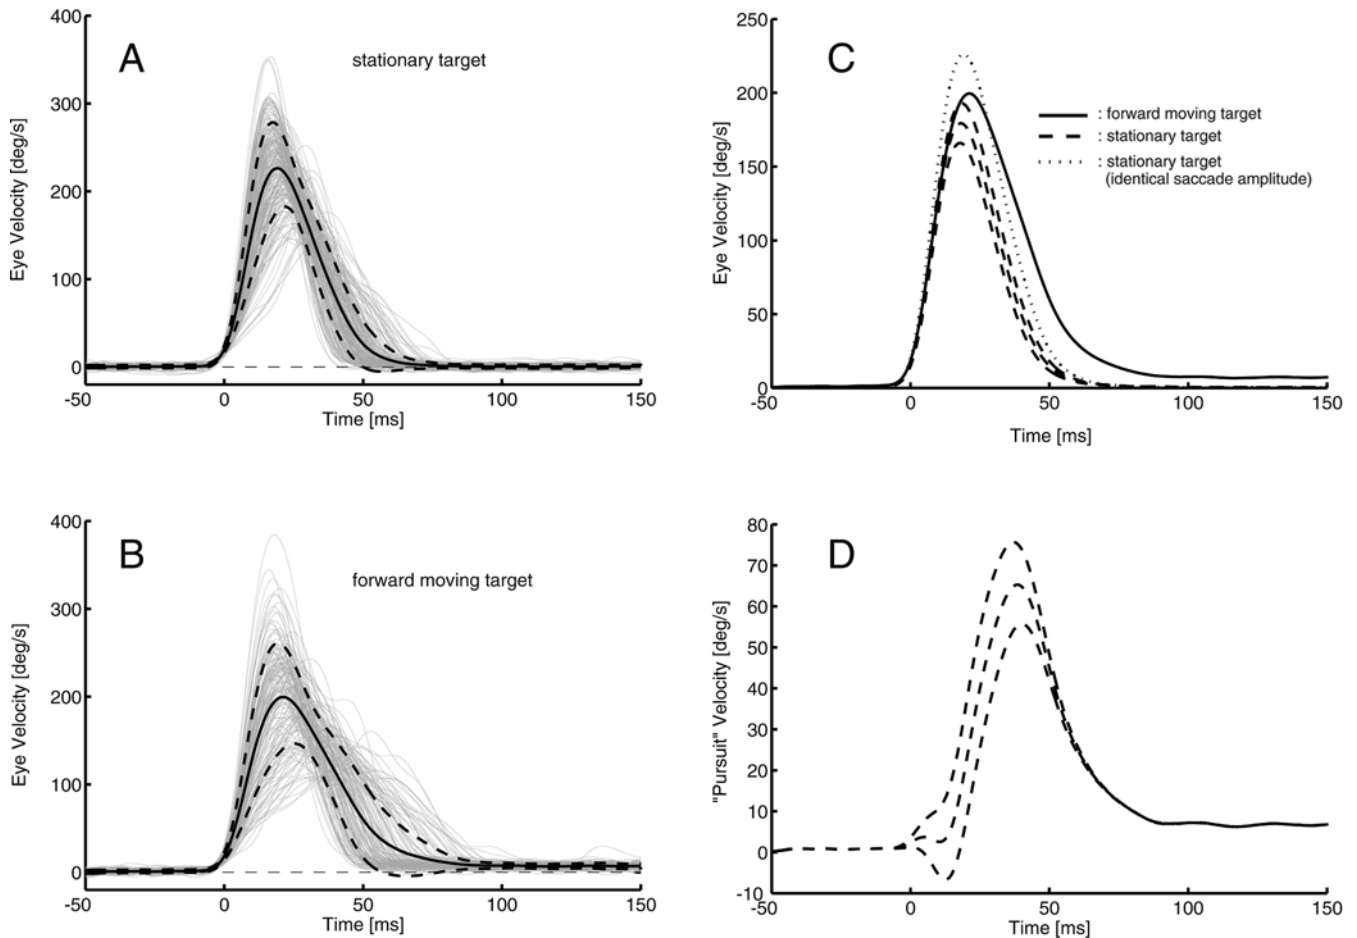 A
stationary target
400
300
200
100
0
Eye Velocity [deg/s]
-50
0
50
100
150
Time [ms]
C
250
200
150
100
50
0
Eye Velocity [deg/s]
: forward moving target
: stationary target
: stationary target
(identical saccade amplitude)
-50
0
50
100
150
Time [ms]
B
forward moving target
400
300
200
100
0
Eye Velocity [deg/s]
-50
0
50
100
150
Time [ms]
D
80
70
60
50
40
30
20
10
0
-10
"Pursuit" Velocity [deg/s]
-50
0
50
100
150
Time [ms]